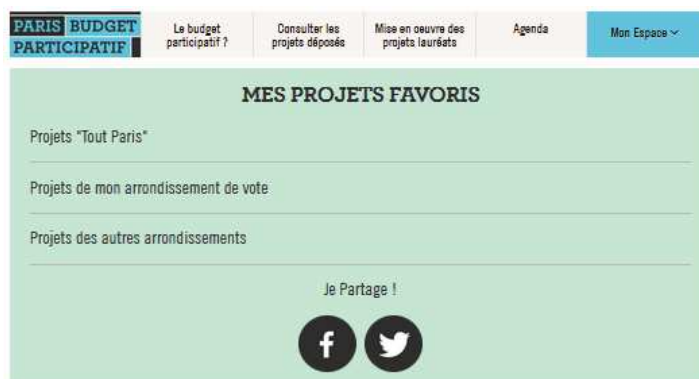 PARIS BUDGET
PARTICIPATIF
Le budget
participatif ?
Consulter les
projets déposés
Mise en oeuvre des
projets lauréats
Agenda
Mon Espace
MES PROJETS FAVORIS
Projets "Tout Paris"
Projets de mon arrondissement de vote
Projets des autres arrondissements
Je Partage !